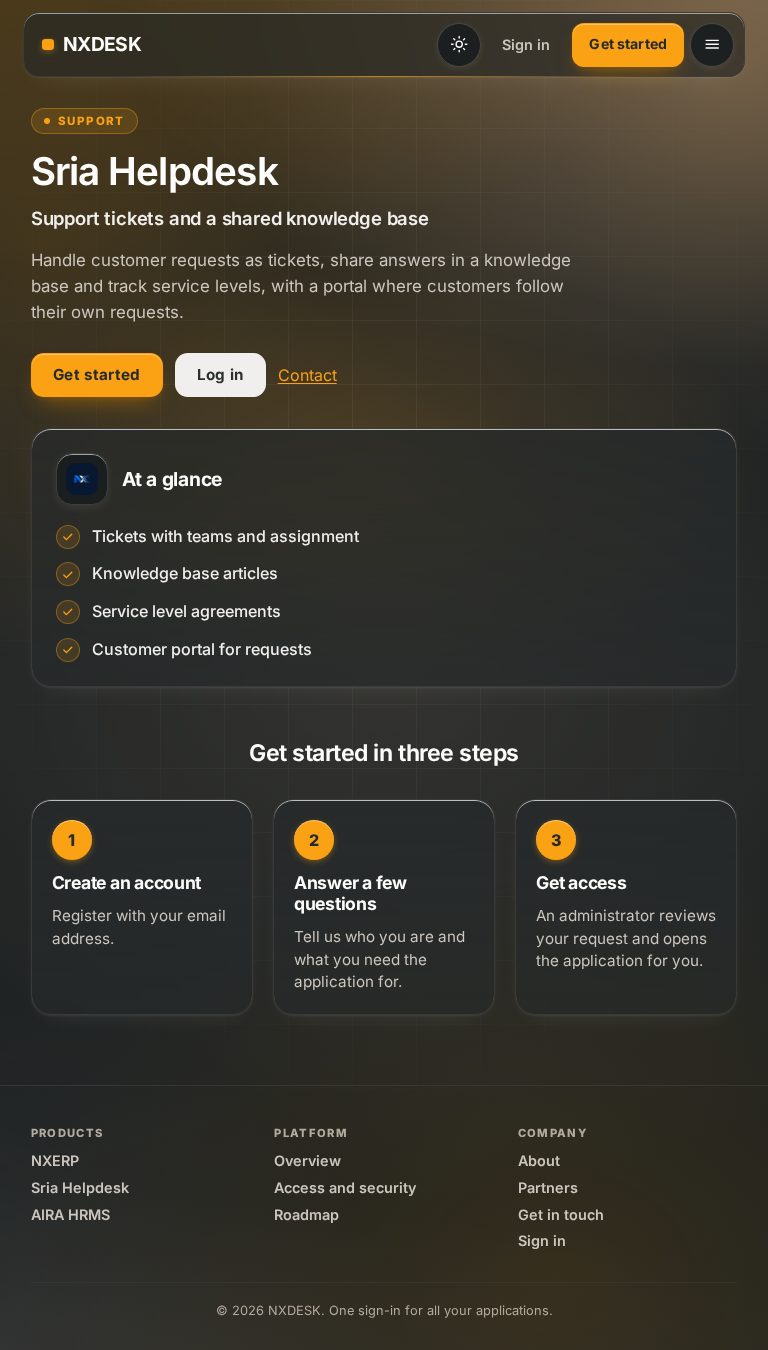 NXDESK
Sign in
Get started
SUPPORT
Sria Helpdesk
Support tickets and a shared knowledge base
Handle customer requests as tickets, share answers in a knowledge
base and track service levels, with a portal where customers follow
their own requests.
Get started
Log in
Contact
NX
At a glance
Tickets with teams and assignment
Knowledge base articles
Service level agreements
Customer portal for requests
Get started in three steps
1
Create an account
Register with your email
address.
2
Answer a few
questions
Tell us who you are and
what you need the
application for.
3
Get access
An administrator reviews
your request and opens
the application for you.
PRODUCTS
NXERP
Sria Helpdesk
AIRA HRMS
PLATFORM
Overview
Access and security
Roadmap
COMPANY
About
Partners
Get in touch
Sign in
© 2026 NXDESK. One sign-in for all your applications.